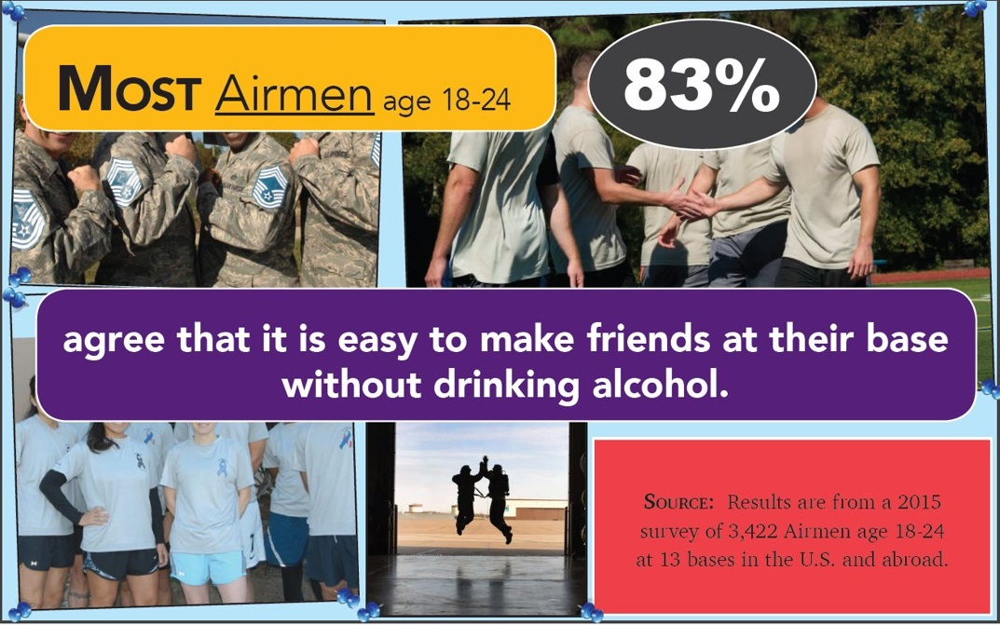 MOST Airmen age 18-24
83%
agree that it is easy to make friends at their base
without drinking alcohol.
SOURCE: Results are from a 2015
survey of 3,422 Airmen age 18-24
at 13 bases in the U.S. and abroad.